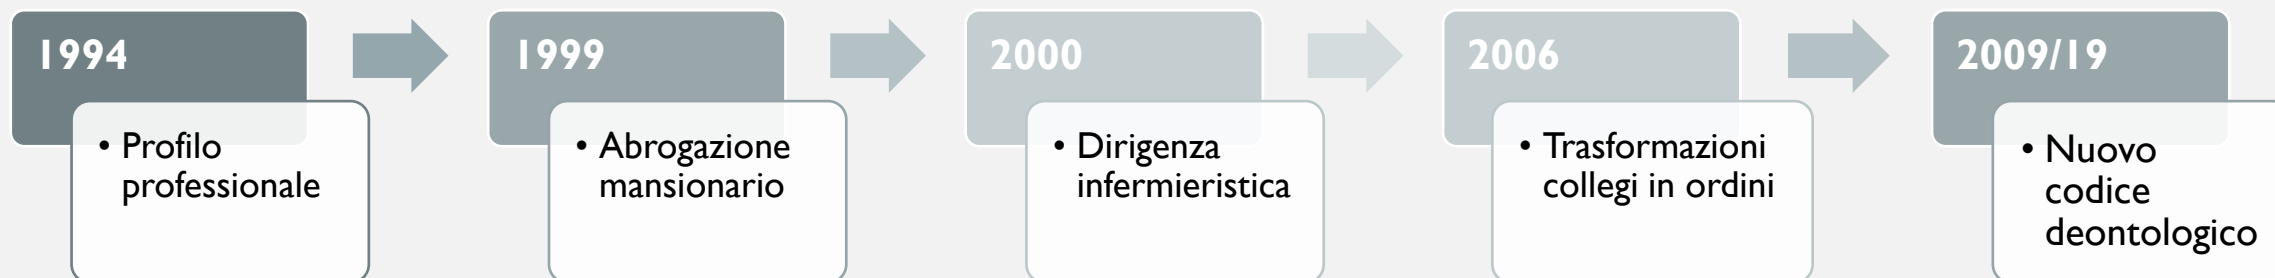 1994
• Profilo
professionale
1999
• Abrogazione
mansionario
2000
• Dirigenza
infermieristica
2006
• Trasformazioni
collegi in ordini
2009/19
• Nuovo
codice
deontologico